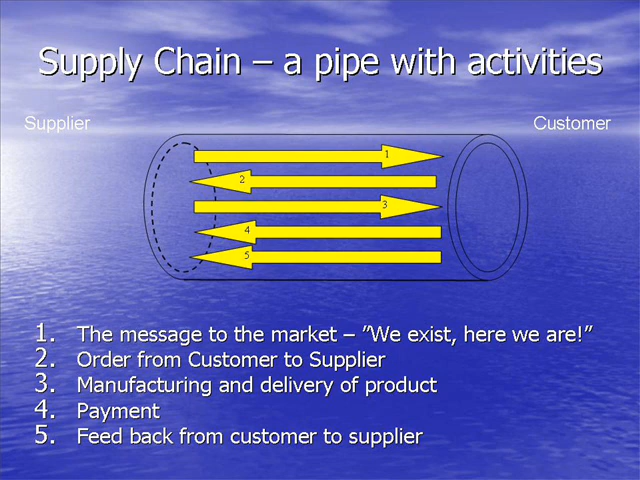 Supply Chain – a pipe with activities
Supplier
Customer
1
2
3
4
5
1. The message to the market – ”We exist, here we are!”
2. Order from Customer to Supplier
3. Manufacturing and delivery of product
4. Payment
5. Feed back from customer to supplier